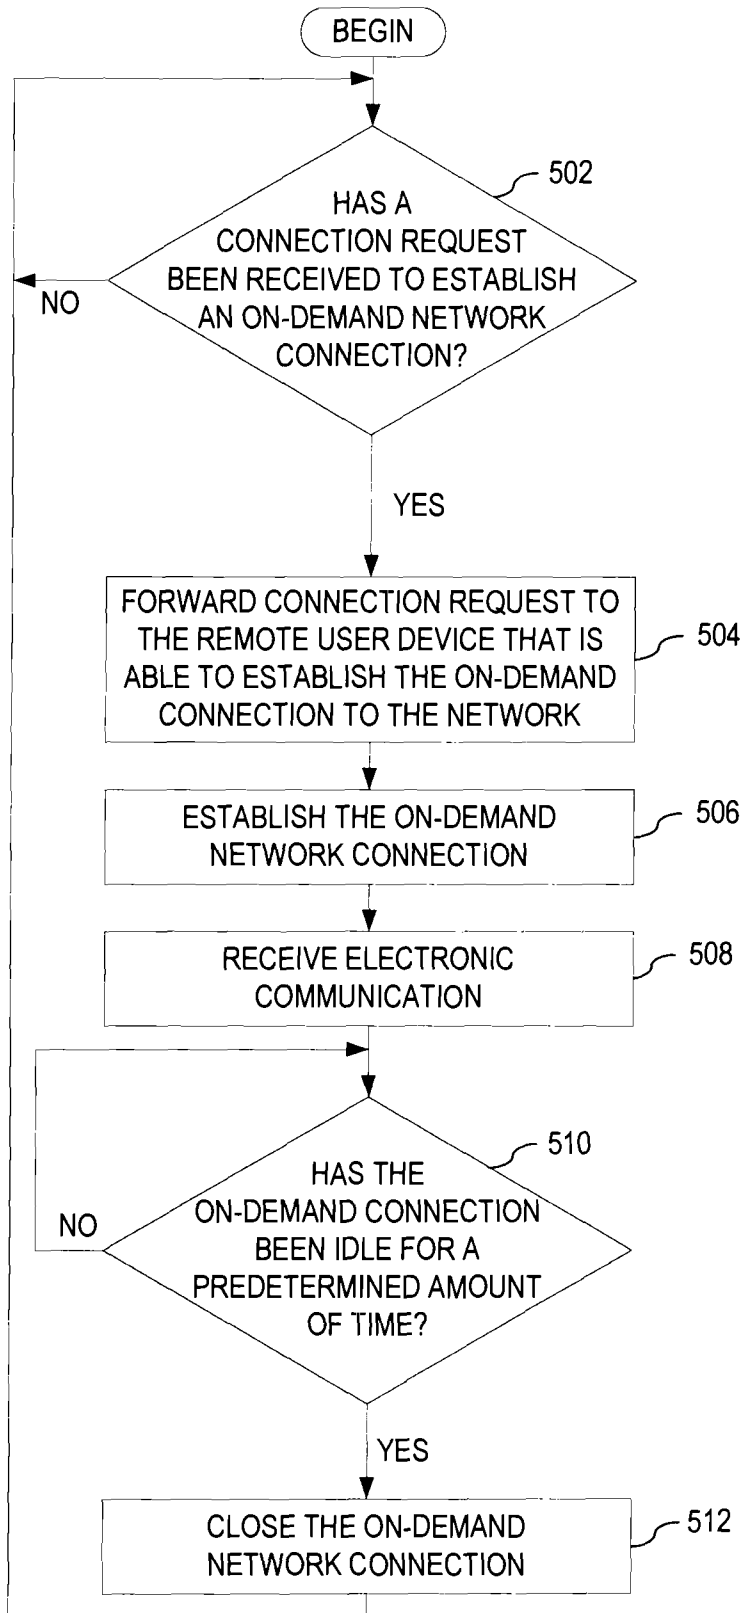 BEGIN
502
HAS A
CONNECTION REQUEST
BEEN RECEIVED TO ESTABLISH
AN ON-DEMAND NETWORK
CONNECTION?
NO
YES
FORWARD CONNECTION REQUEST TO
THE REMOTE USER DEVICE THAT IS
ABLE TO ESTABLISH THE ON-DEMAND
CONNECTION TO THE NETWORK
504
ESTABLISH THE ON-DEMAND
NETWORK CONNECTION
506
RECEIVE ELECTRONIC
COMMUNICATION
508
510
HAS THE
ON-DEMAND CONNECTION
BEEN IDLE FOR A
PREDETERMINED AMOUNT
OF TIME?
NO
YES
CLOSE THE ON-DEMAND
NETWORK CONNECTION
512